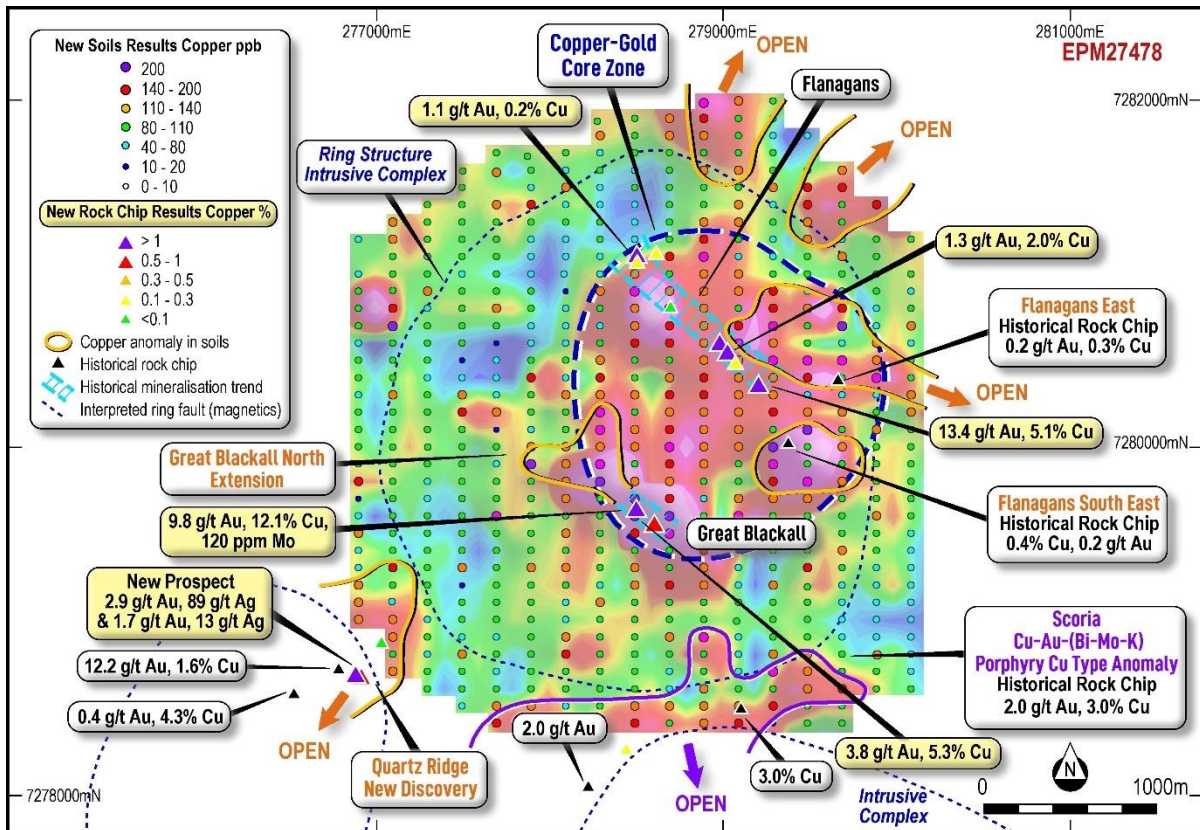 277000mE
279000mE
281000mE
EPM27478
7282000mN
7280000mN
7278000mN
New Soils Results Copper ppb
200
140 - 200
110 - 140
80 - 110
40 - 80
10 - 20
0 - 10
New Rock Chip Results Copper %
> 1
0.5 - 1
0.3 - 0.5
0.1 - 0.3
<0.1
Copper anomaly in soils
Historical rock chip
Historical mineralisation trend
Interpreted ring fault (magnetics)
Copper-Gold
Core Zone
OPEN
Flanagans
1.1 g/t Au, 0.2% Cu
OPEN
Ring Structure
Intrusive Complex
1.3 g/t Au, 2.0% Cu
Flanagans East
Historical Rock Chip
0.2 g/t Au, 0.3% Cu
OPEN
13.4 g/t Au, 5.1% Cu
Great Blackall North
Extension
Flanagans South East
Historical Rock Chip
0.4% Cu, 0.2 g/t Au
9.8 g/t Au, 12.1% Cu,
120 ppm Mo
Great Blackall
New Prospect
2.9 g/t Au, 89 g/t Ag
& 1.7 g/t Au, 13 g/t Ag
Scoria
Cu-Au-(Bi-Mo-K)
Porphyry Cu Type Anomaly
Historical Rock Chip
2.0 g/t Au, 3.0% Cu
12.2 g/t Au, 1.6% Cu
0.4 g/t Au, 4.3% Cu
OPEN
2.0 g/t Au
Quartz Ridge
New Discovery
OPEN
3.0% Cu
3.8 g/t Au, 5.3% Cu
Intrusive
Complex
N
0
1000m